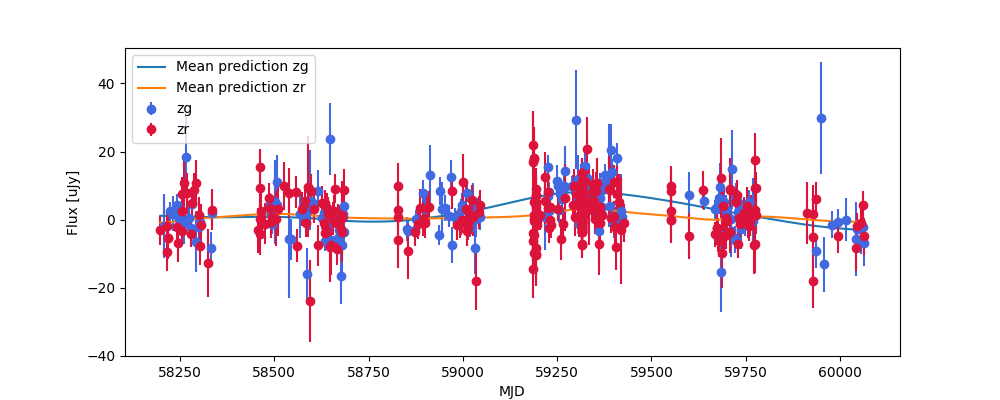 Mean prediction zg
Mean prediction zr
zg
zr
Flux [uJy]
40
20
0
−20
−40
58250
58500
58750
59000
59250
59500
59750
60000
MJD